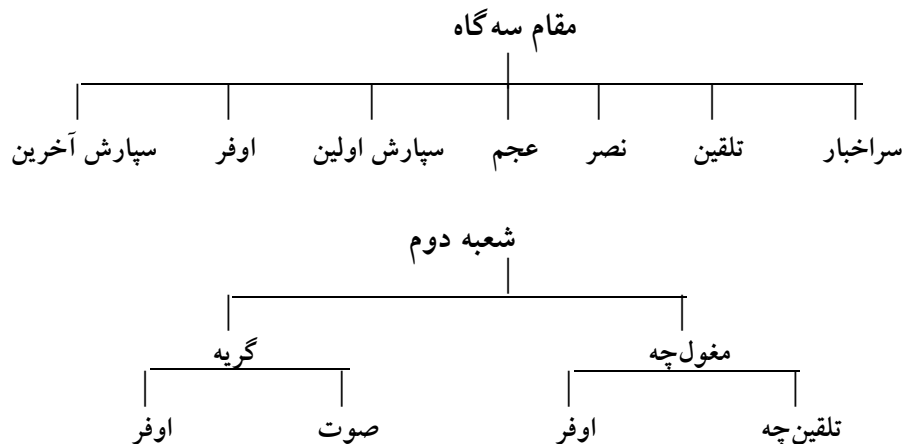 مقام سه گاه
سراخبار تلقین نصر عجم سپارش اولین اوفر سپارش آخرین
شعبه دوم
مغول‌چه گریه
تلقین‌چه اوفر صوت اوفر